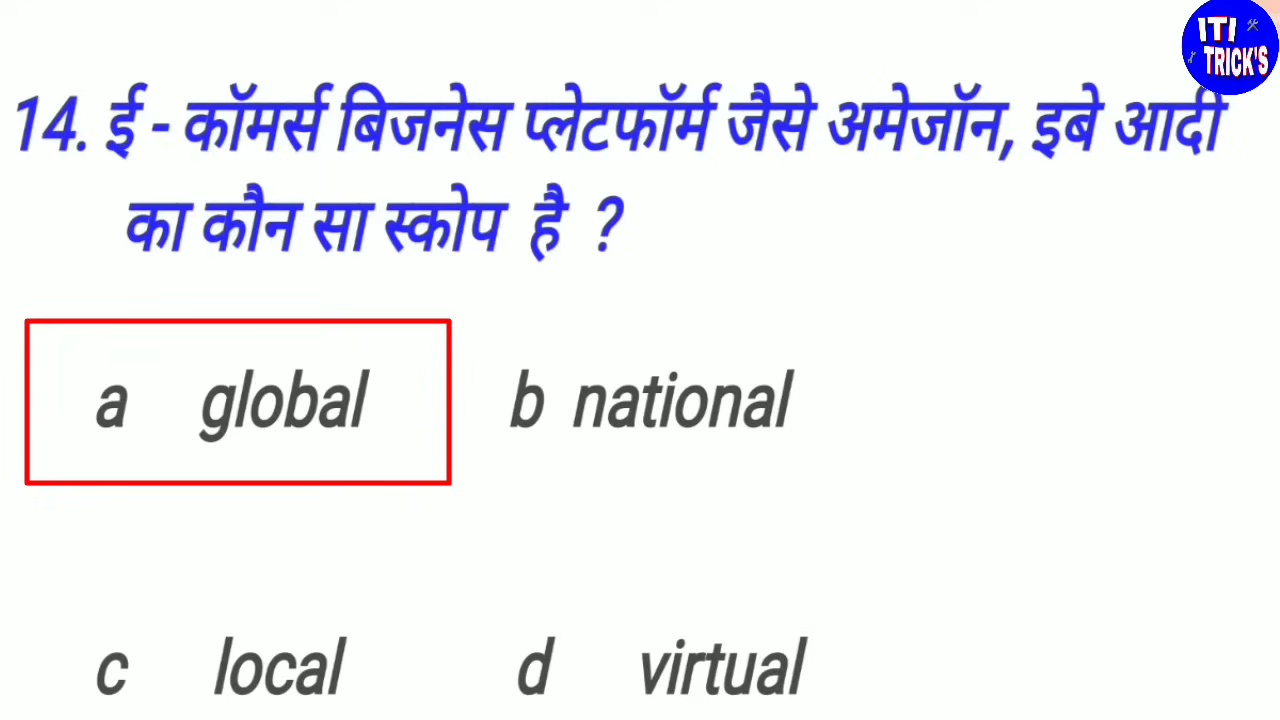 ITI
TRICK'S
14. ई - कॉमर्स बिजनेस प्लेटफॉर्म जैसे अमेजॉन, इबे आदी
का कौन सा स्कोप है ?
a global b national
c local d virtual